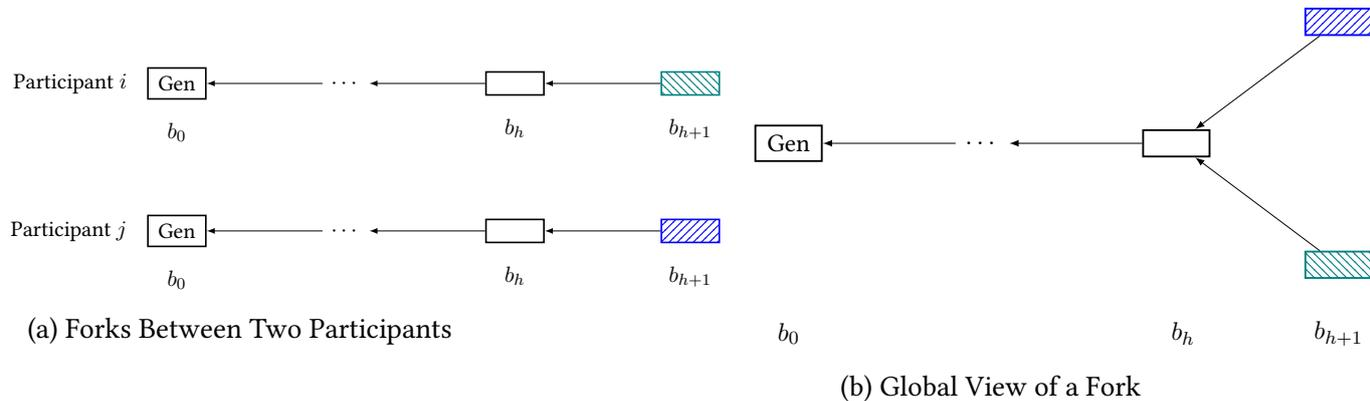 Participant i Gen ···
b₀ bₕ bₕ₊₁
Participant j Gen ···
b₀ bₕ bₕ₊₁
(a) Forks Between Two Participants
Gen ···
b₀ bₕ bₕ₊₁
(b) Global View of a Fork